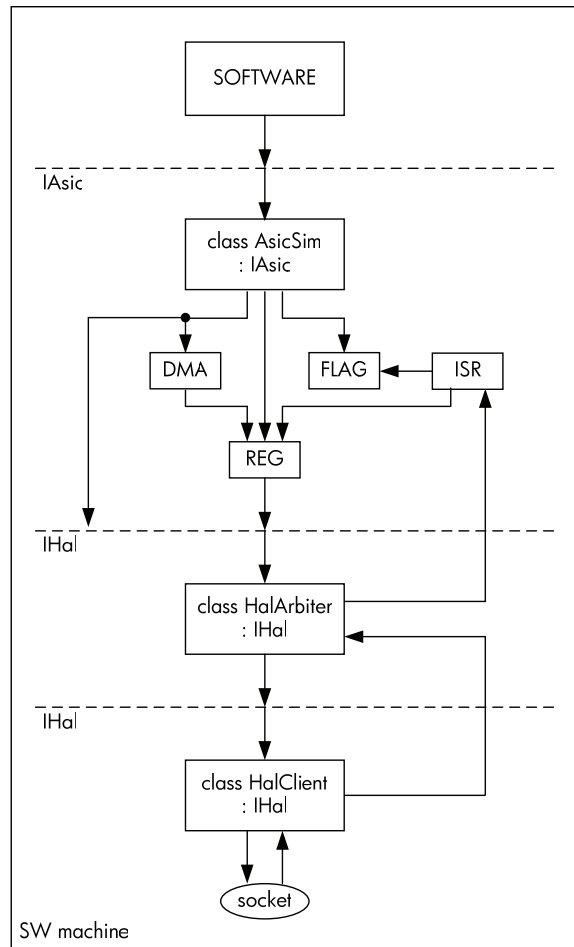 SOFTWARE
IAsic
class AsicSim
: IAsic
DMA
FLAG
ISR
REG
IHal
class HalArbiter
: IHal
IHal
class HalClient
: IHal
socket
SW machine